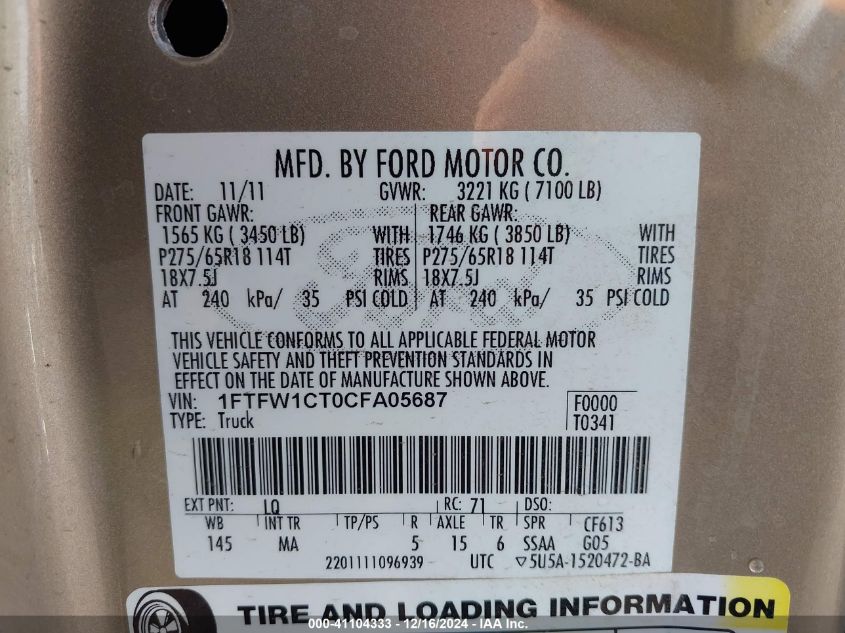 MFD. BY FORD MOTOR CO.
DATE: 11/11 GVWR: 3221 KG ( 7100 LB)
FRONT GAWR: REAR GAWR:
1565 KG ( 3450 LB) WITH 1746 KG ( 3850 LB) WITH
P275/65R18 114T TIRES P275/65R18 114T TIRES
18X7.5J RIMS 18X7.5J RIMS
AT 240 kPa/ 35 PSI COLD AT 240 kPa/ 35 PSI COLD
THIS VEHICLE CONFORMS TO ALL APPLICABLE FEDERAL MOTOR
VEHICLE SAFETY AND THEFT PREVENTION STANDARDS IN
EFFECT ON THE DATE OF MANUFACTURE SHOWN ABOVE.
VIN: 1FTFW1CT0CFA05687 F0000
TYPE: Truck T0341
EXT PNT: LQ RC: 71 DSO:
WB INT TR TP/PS R AXLE TR SPR CF613
145 MA 5 15 6 SSAA G05
2201111096939 UTC ▽5U5A-1520472-BA
TIRE AND LOADING INFORMATION
000-41104333 - 12/16/2024 - IAA Inc.